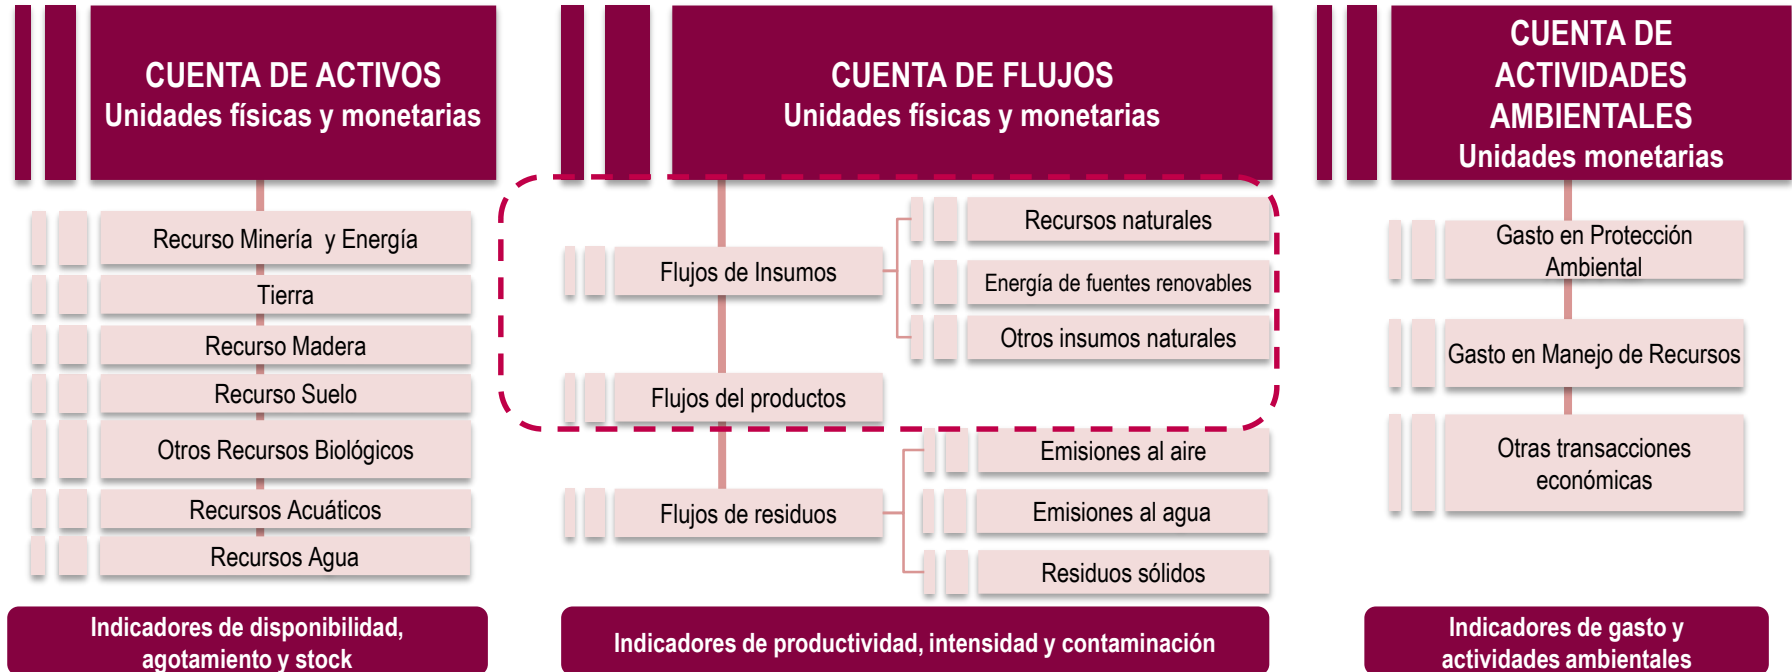 CUENTA DE ACTIVOS
Unidades físicas y monetarias
Recurso Minería y Energía
Tierra
Recurso Madera
Recurso Suelo
Otros Recursos Biológicos
Recursos Acuáticos
Recursos Agua
Indicadores de disponibilidad,
agotamiento y stock
CUENTA DE FLUJOS
Unidades físicas y monetarias
Flujos de Insumos
Recursos naturales
Energía de fuentes renovables
Otros insumos naturales
Flujos del productos
Flujos de residuos
Emisiones al aire
Emisiones al agua
Residuos sólidos
Indicadores de productividad, intensidad y contaminación
CUENTA DE
ACTIVIDADES
AMBIENTALES
Unidades monetarias
Gasto en Protección
Ambiental
Gasto en Manejo de Recursos
Otras transacciones
económicas
Indicadores de gasto y
actividades ambientales